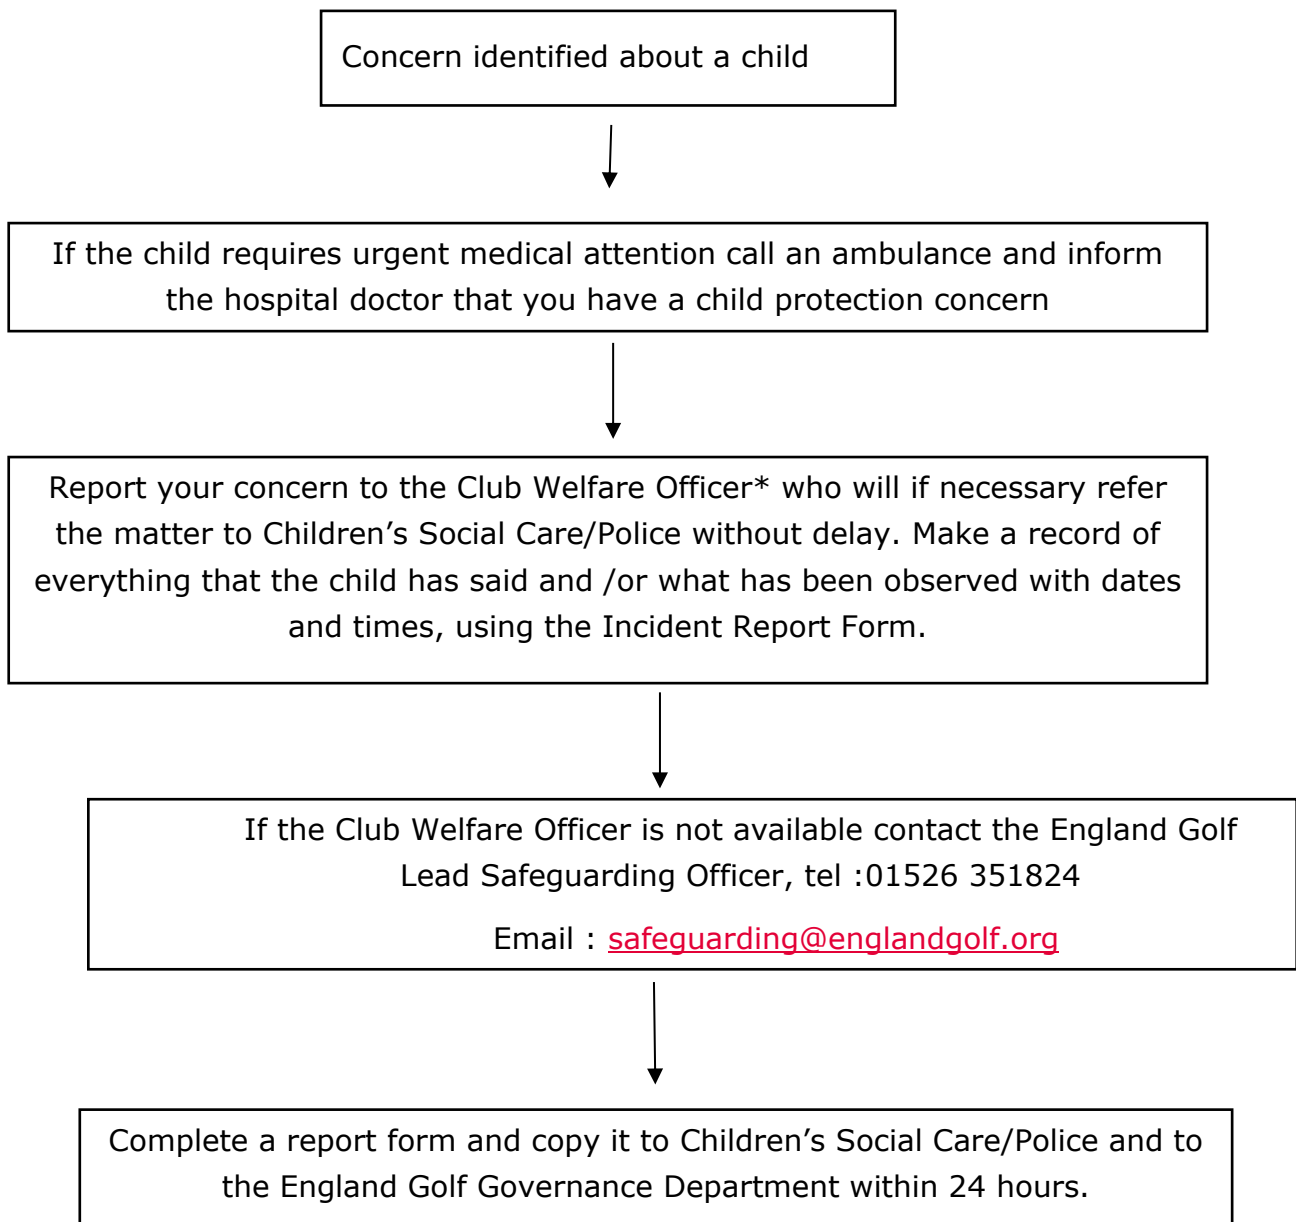 Concern identified about a child
If the child requires urgent medical attention call an ambulance and inform
the hospital doctor that you have a child protection concern
Report your concern to the Club Welfare Officer* who will if necessary refer
the matter to Children’s Social Care/Police without delay. Make a record of
everything that the child has said and /or what has been observed with dates
and times, using the Incident Report Form.
If the Club Welfare Officer is not available contact the England Golf
Lead Safeguarding Officer, tel :01526 351824
Email : safeguarding@englandgolf.org
Complete a report form and copy it to Children’s Social Care/Police and to
the England Golf Governance Department within 24 hours.